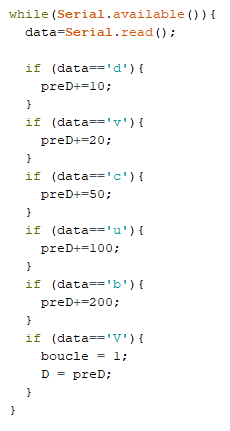 while(Serial.available()){
  data=Serial.read();

  if (data=='d'){
    preD+=10;
  }
  if (data=='v'){
    preD+=20;
  }
  if (data=='c'){
    preD+=50;
  }
  if (data=='u'){
    preD+=100;
  }
  if (data=='b'){
    preD+=200;
  }
  if (data=='V'){
    boucle = 1;
    D = preD;
  }
}